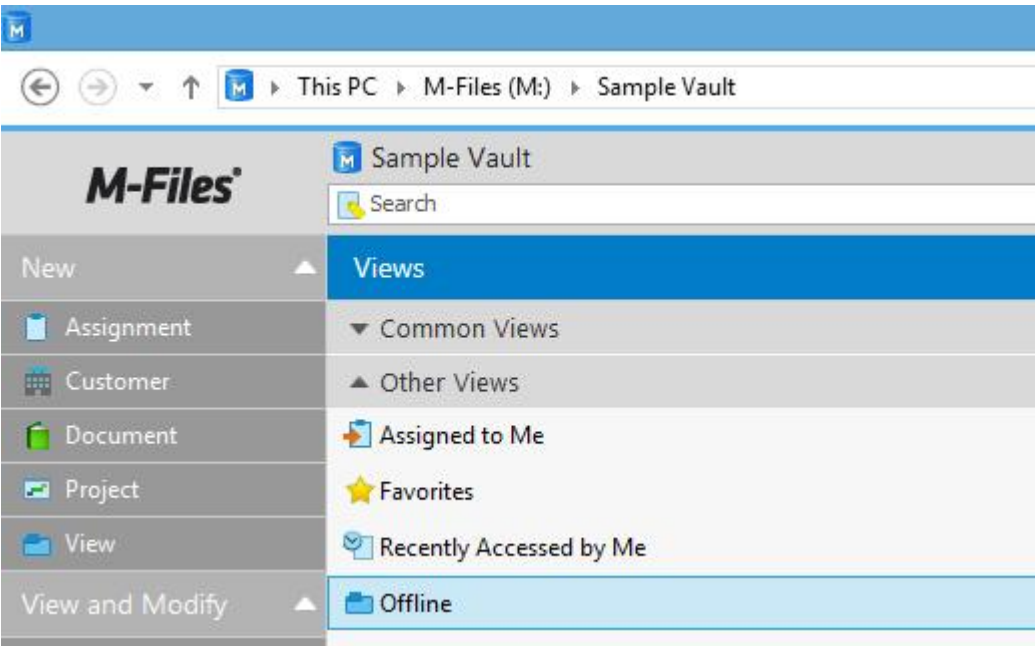 M
M This PC M-Files (M:) Sample Vault
M-Files®
M Sample Vault
Search
New
Assignment
Customer
Document
Project
View
View and Modify
Views
Common Views
Other Views
Assigned to Me
Favorites
Recently Accessed by Me
Offline